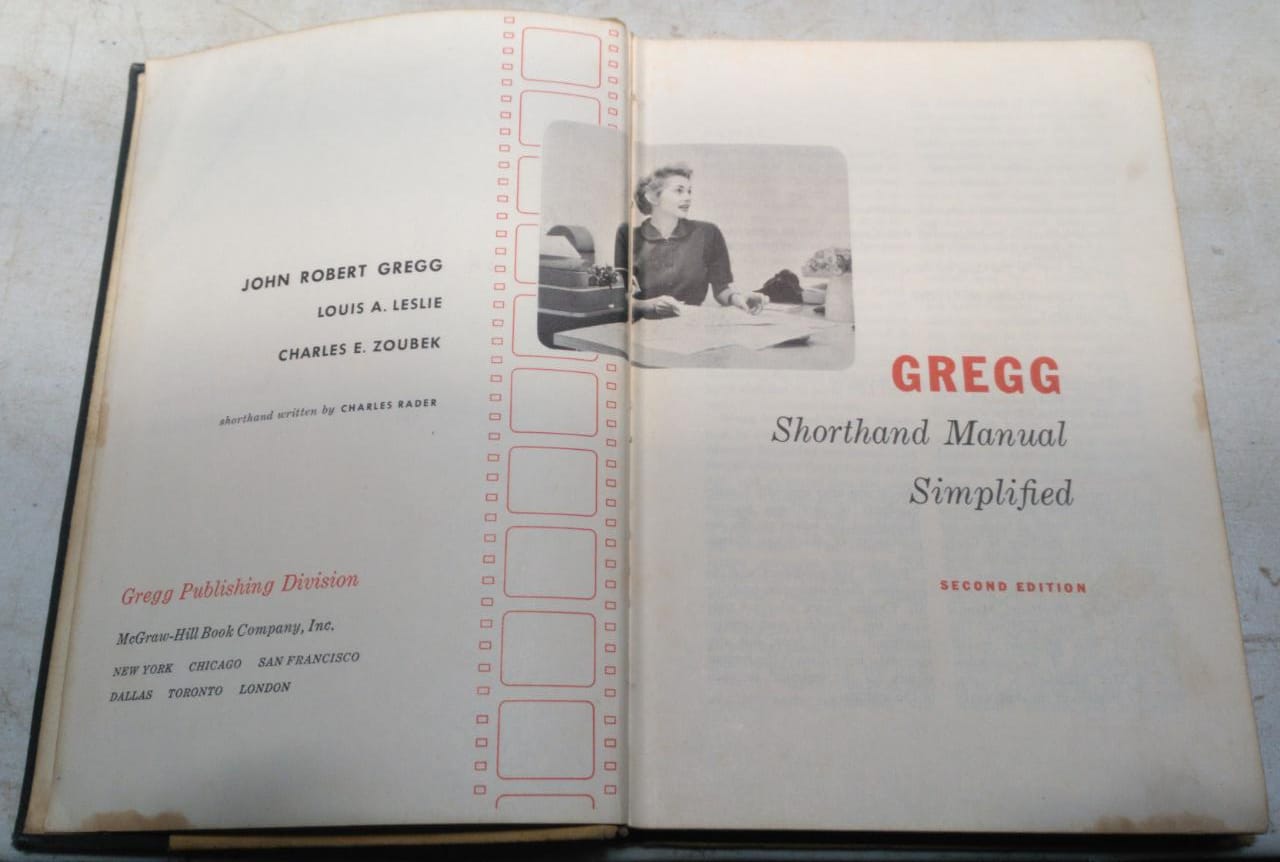 JOHN ROBERT GREGG
LOUIS A. LESLIE
CHARLES E. ZOUBEK
shorthand written by CHARLES RADER
Gregg Publishing Division
McGraw-Hill Book Company, Inc.
NEW YORK CHICAGO SAN FRANCISCO
DALLAS TORONTO LONDON
GREGG
Shorthand Manual
Simplified
SECOND EDITION